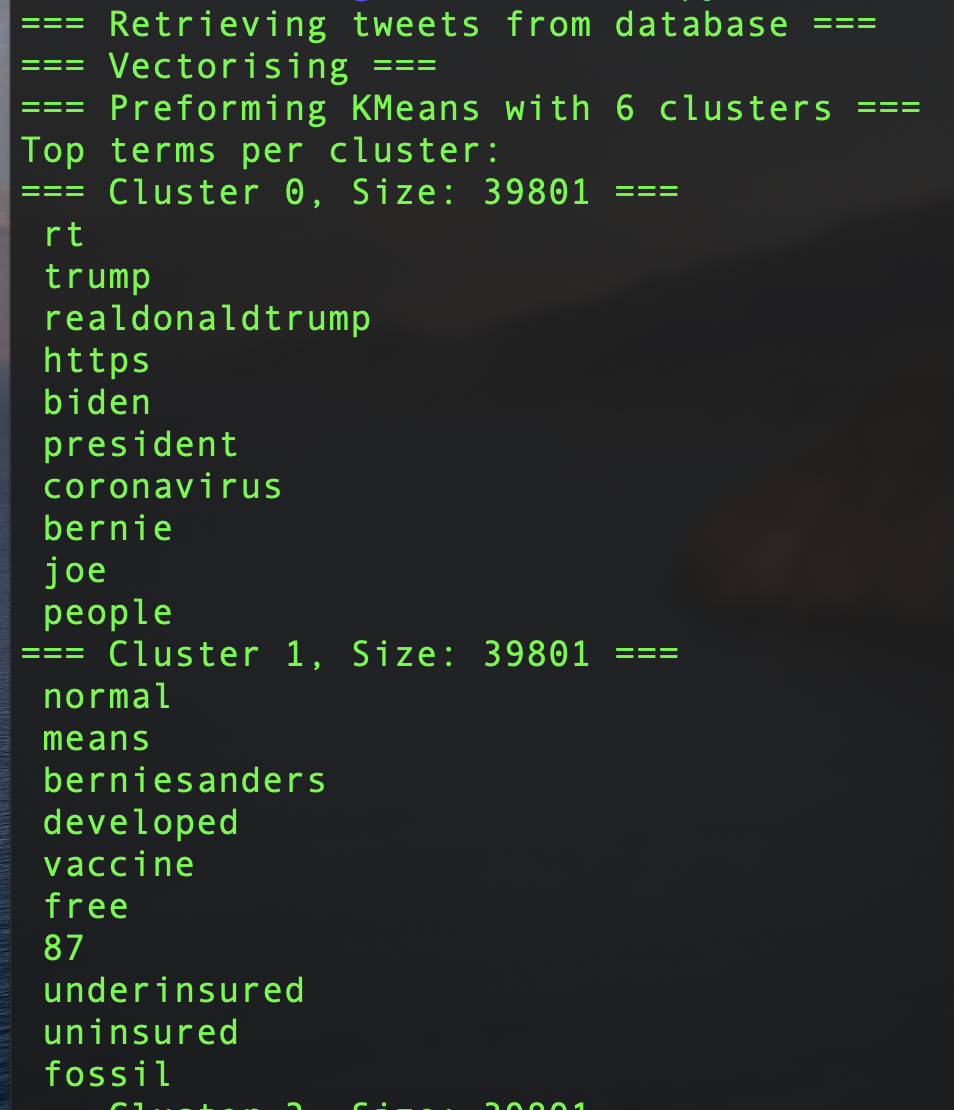 === Retrieving tweets from database ===
=== Vectorising ===
=== Preforming KMeans with 6 clusters ===
Top terms per cluster:
=== Cluster 0, Size: 39801 ===
rt
trump
realdonaldtrump
https
biden
president
coronavirus
bernie
joe
people
=== Cluster 1, Size: 39801 ===
normal
means
berniesanders
developed
vaccine
free
87
underinsured
uninsured
fossil